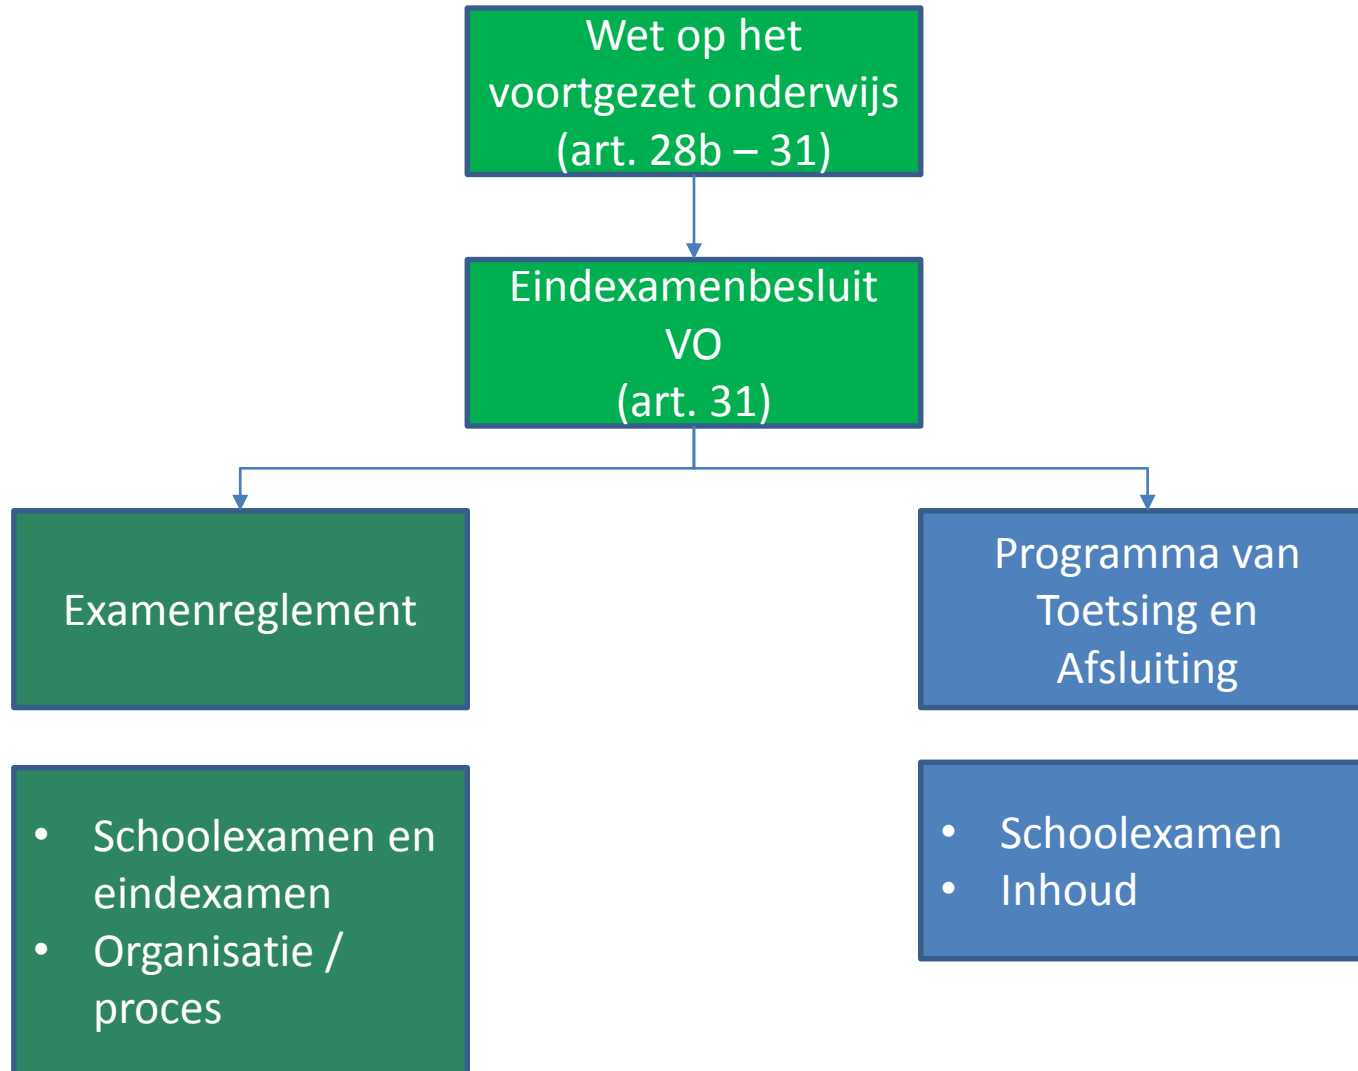 Wet op het
voortgezet onderwijs
(art. 28b – 31)
Eindexamenbesluit
VO
(art. 31)
Examenreglement
Programma van
Toetsing en
Afsluiting
• Schoolexamen en
eindexamen
• Organisatie /
proces
• Schoolexamen
• Inhoud